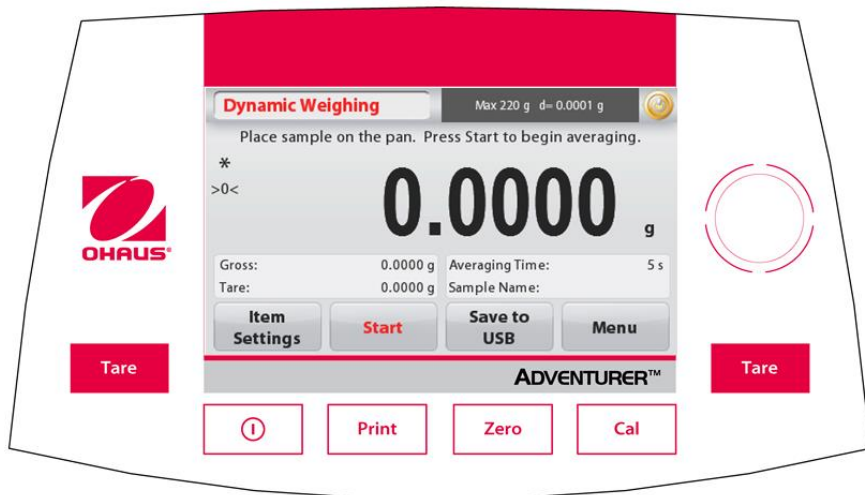 Dynamic Weighing
Max 220 g d= 0.0001 g
Place sample on the pan. Press Start to begin averaging.
*
>0<
0.0000 g
OHAUS®
Gross: 0.0000 g
Averaging Time: 5 s
Tare: 0.0000 g
Sample Name:
Item
Settings
Start
Save to
USB
Menu
Tare
ADVENTURER™
Tare
Print
Zero
Cal